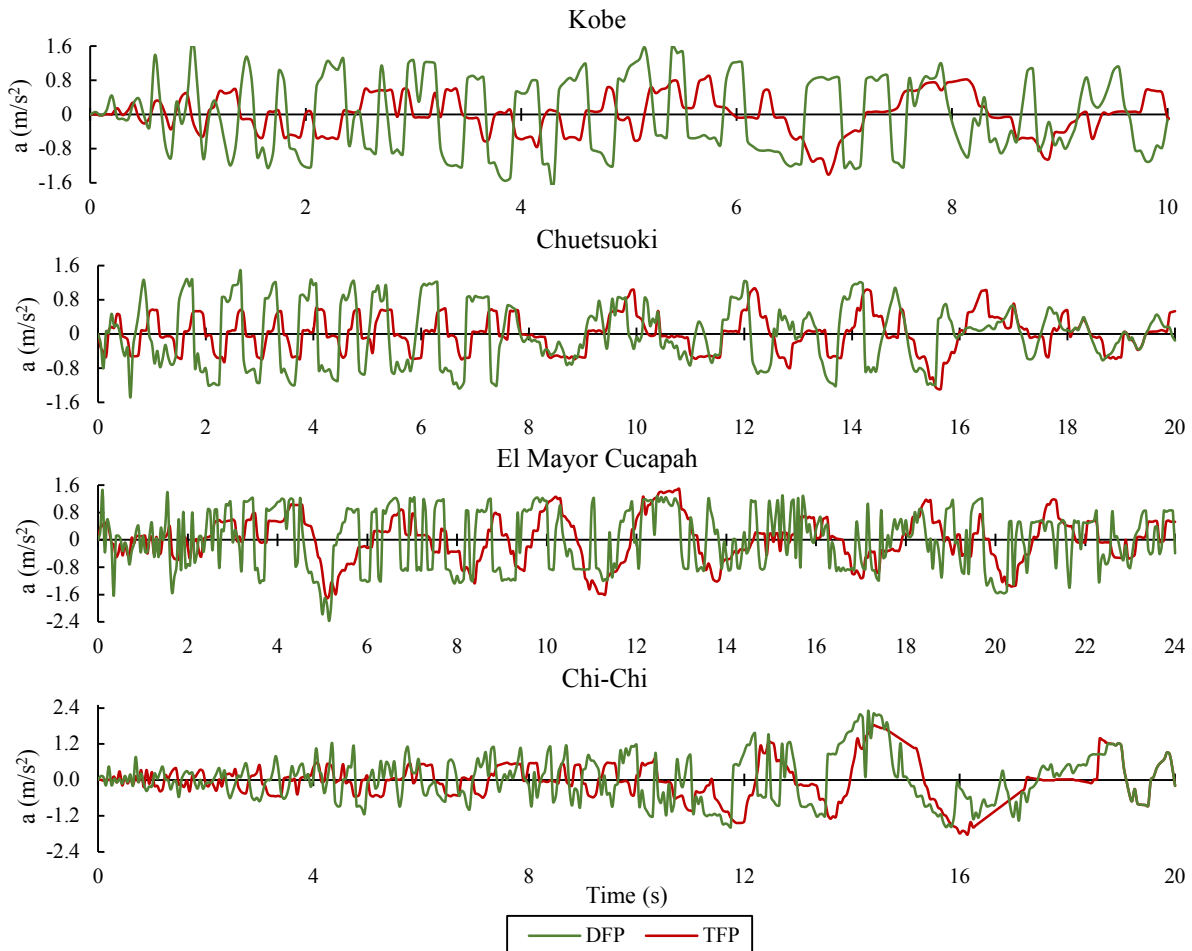 Kobe
a (m/s²)
1.6
0.8
0
-0.8
-1.6
0 2 4 6 8 10
Chuetsuoki
a (m/s²)
1.6
0.8
0
-0.8
-1.6
0 2 4 6 8 10 12 14 16 18 20
El Mayor Cucapah
a (m/s²)
1.6
0.8
0
-0.8
-1.6
-2.4
0 2 4 6 8 10 12 14 16 18 20 22 24
Chi-Chi
a (m/s²)
2.4
1.2
0.0
-1.2
-2.4
0 4 8 12 16 20
Time (s)
DFP TFP